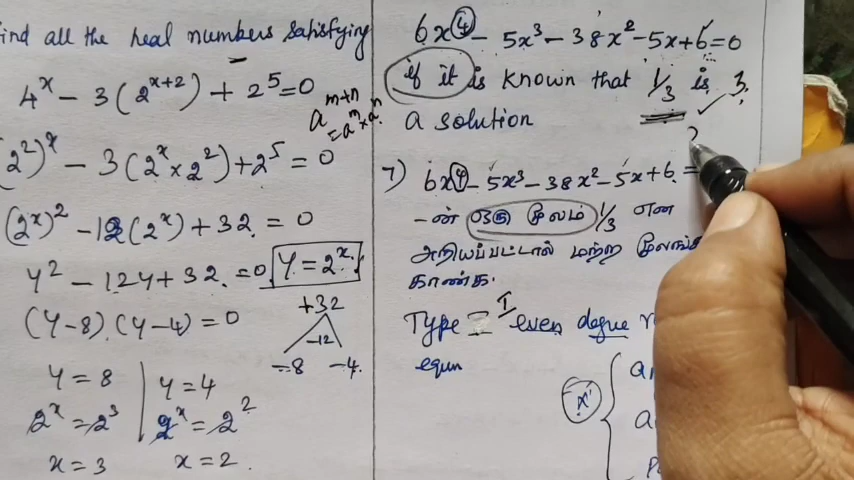 find all the real numbers satisfying
4^x - 3(2^(x+2)) + 2^5 = 0
a^(m+n)
= a^m × a^n.
(2^2)^x - 3(2^x × 2^2) + 2^5 = 0
(2^x)^2 - 12(2^x) + 32 = 0
y^2 - 12y + 32 = 0
y = 2^x
(y-8) (y-4) = 0
+32
-12
-8 -4
y = 8
2^x = 2^3
x = 3
y = 4
2^x = 2^2
x = 2.
6x^4 - 5x^3 - 38x^2 - 5x + 6 = 0
if it is known that 1/3 is
3.
a solution
7) 6x^4 - 5x^3 - 38x^2 - 5x + 6 =
-ன் ஒரு மூலம் 1/3 என
அறியப்பட்டால் மற்ற
காண்க.
Type I even degree
I
equn
x^1